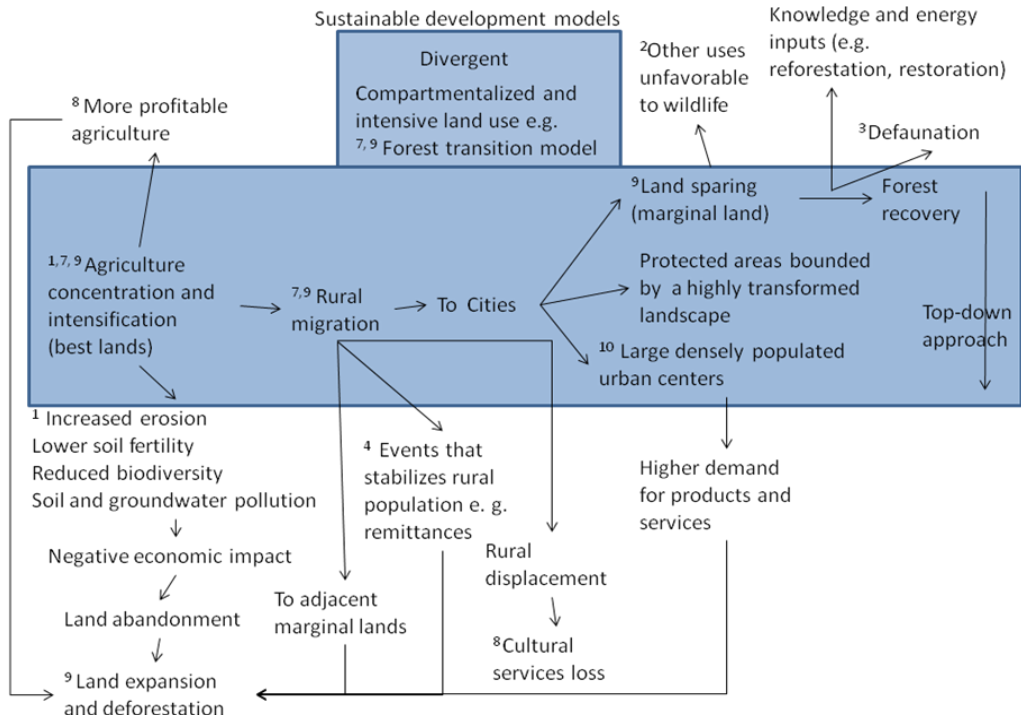 Sustainable development models
Divergent
Compartmentalized and
intensive land use e.g.
7, 9 Forest transition model
Knowledge and energy
inputs (e.g.
reforestation, restoration)
2Other uses
unfavorable
to wildlife
3Defaunation
8 More profitable
agriculture
1, 7, 9 Agriculture
concentration and
intensification
(best lands)
7,9 Rural
migration
To Cities
9Land sparing
(marginal land)
Forest
recovery
Protected areas bounded
by a highly transformed
landscape
10 Large densely populated
urban centers
Top-down
approach
1 Increased erosion
Lower soil fertility
Reduced biodiversity
Soil and groundwater pollution
Negative economic impact
Land abandonment
9 Land expansion
and deforestation
To adjacent
marginal lands
4 Events that
stabilizes rural
population e. g.
remittances
Rural
displacement
8Cultural
services loss
Higher demand
for products and
services